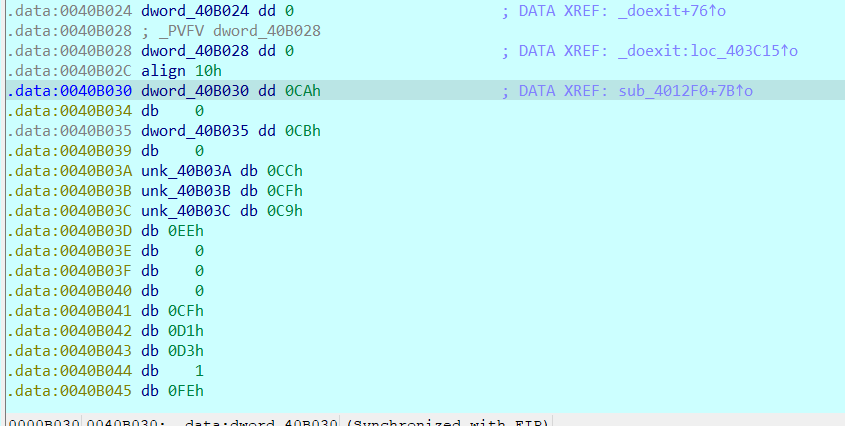 .data:0040B024 dword_40B024 dd 0 ; DATA XREF: _doexit+76↑o
.data:0040B028 ; _PVFV dword_40B028
.data:0040B028 dword_40B028 dd 0 ; DATA XREF: _doexit:loc_403C15↑o
.data:0040B02C align 10h
.data:0040B030 dword_40B030 dd 0CAh ; DATA XREF: sub_4012F0+7B↑o
.data:0040B034 db 0
.data:0040B035 dword_40B035 dd 0CBh
.data:0040B039 db 0
.data:0040B03A unk_40B03A db 0CCh
.data:0040B03B unk_40B03B db 0CFh
.data:0040B03C unk_40B03C db 0C9h
.data:0040B03D db 0EEh
.data:0040B03E db 0
.data:0040B03F db 0
.data:0040B040 db 0
.data:0040B041 db 0CFh
.data:0040B042 db 0D1h
.data:0040B043 db 0D3h
.data:0040B044 db 1
.data:0040B045 db 0FEh
0000B030 0040B030: .data:dword_40B030 (Synchronized with EIP)